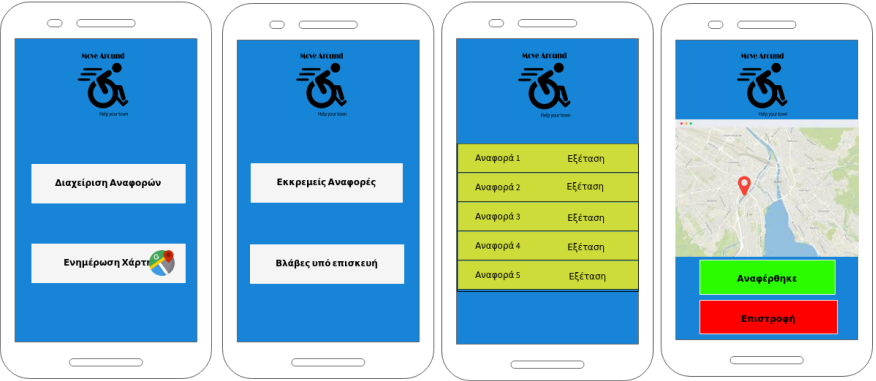 Move Around
Help your town
Διαχείριση Αναφορών
Ενημέρωση Χάρτη
Move Around
Help your town
Εκκρεμείς Αναφορές
Βλάβες υπό επισκευή
Move Around
Help your town
Αναφορά 1 Εξέταση
Αναφορά 2 Εξέταση
Αναφορά 3 Εξέταση
Αναφορά 4 Εξέταση
Αναφορά 5 Εξέταση
Move Around
Help your town
Αναφέρθηκε
Επιστροφή